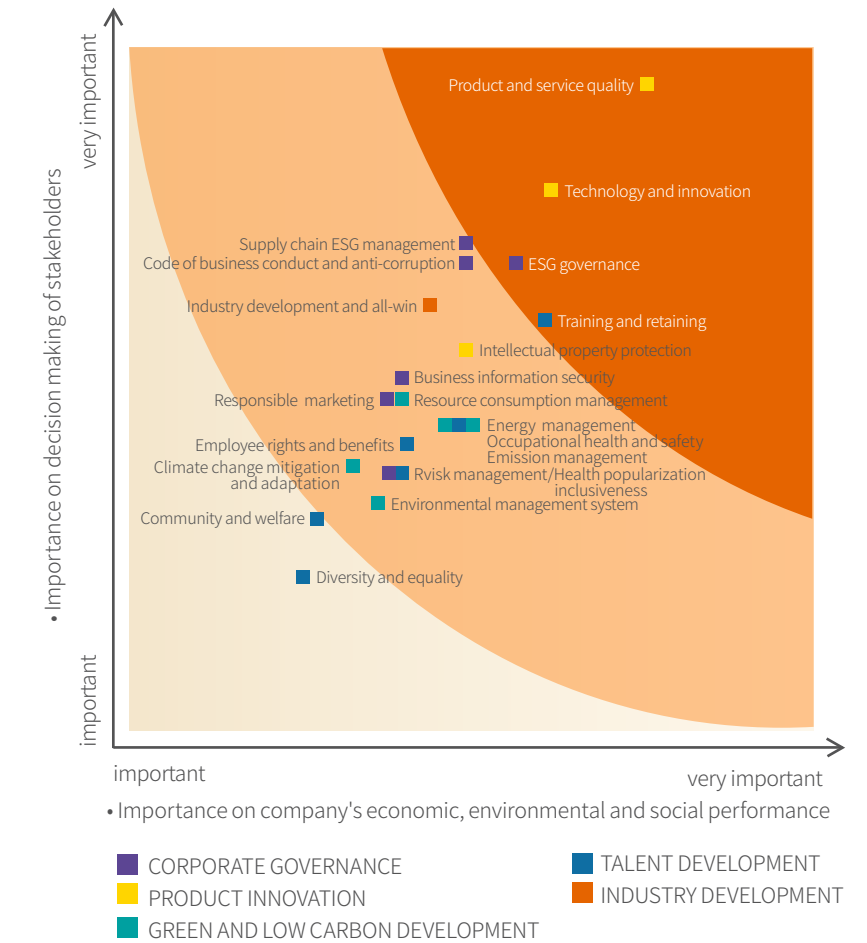 very important
• Importance on decision making of stakeholders
important
Product and service quality
Technology and innovation
Supply chain ESG management
Code of business conduct and anti-corruption
ESG governance
Industry development and all-win
Training and retaining
Intellectual property protection
Business information security
Responsible marketing
Resource consumption management
Energy management
Occupational health and safety
Emission management
Employee rights and benefits
Climate change mitigation
and adaptation
Rvisk management/Health popularization
inclusiveness
Environmental management system
Community and welfare
Diversity and equality
important
very important
• Importance on company's economic, environmental and social performance
CORPORATE GOVERNANCE
PRODUCT INNOVATION
GREEN AND LOW CARBON DEVELOPMENT
TALENT DEVELOPMENT
INDUSTRY DEVELOPMENT